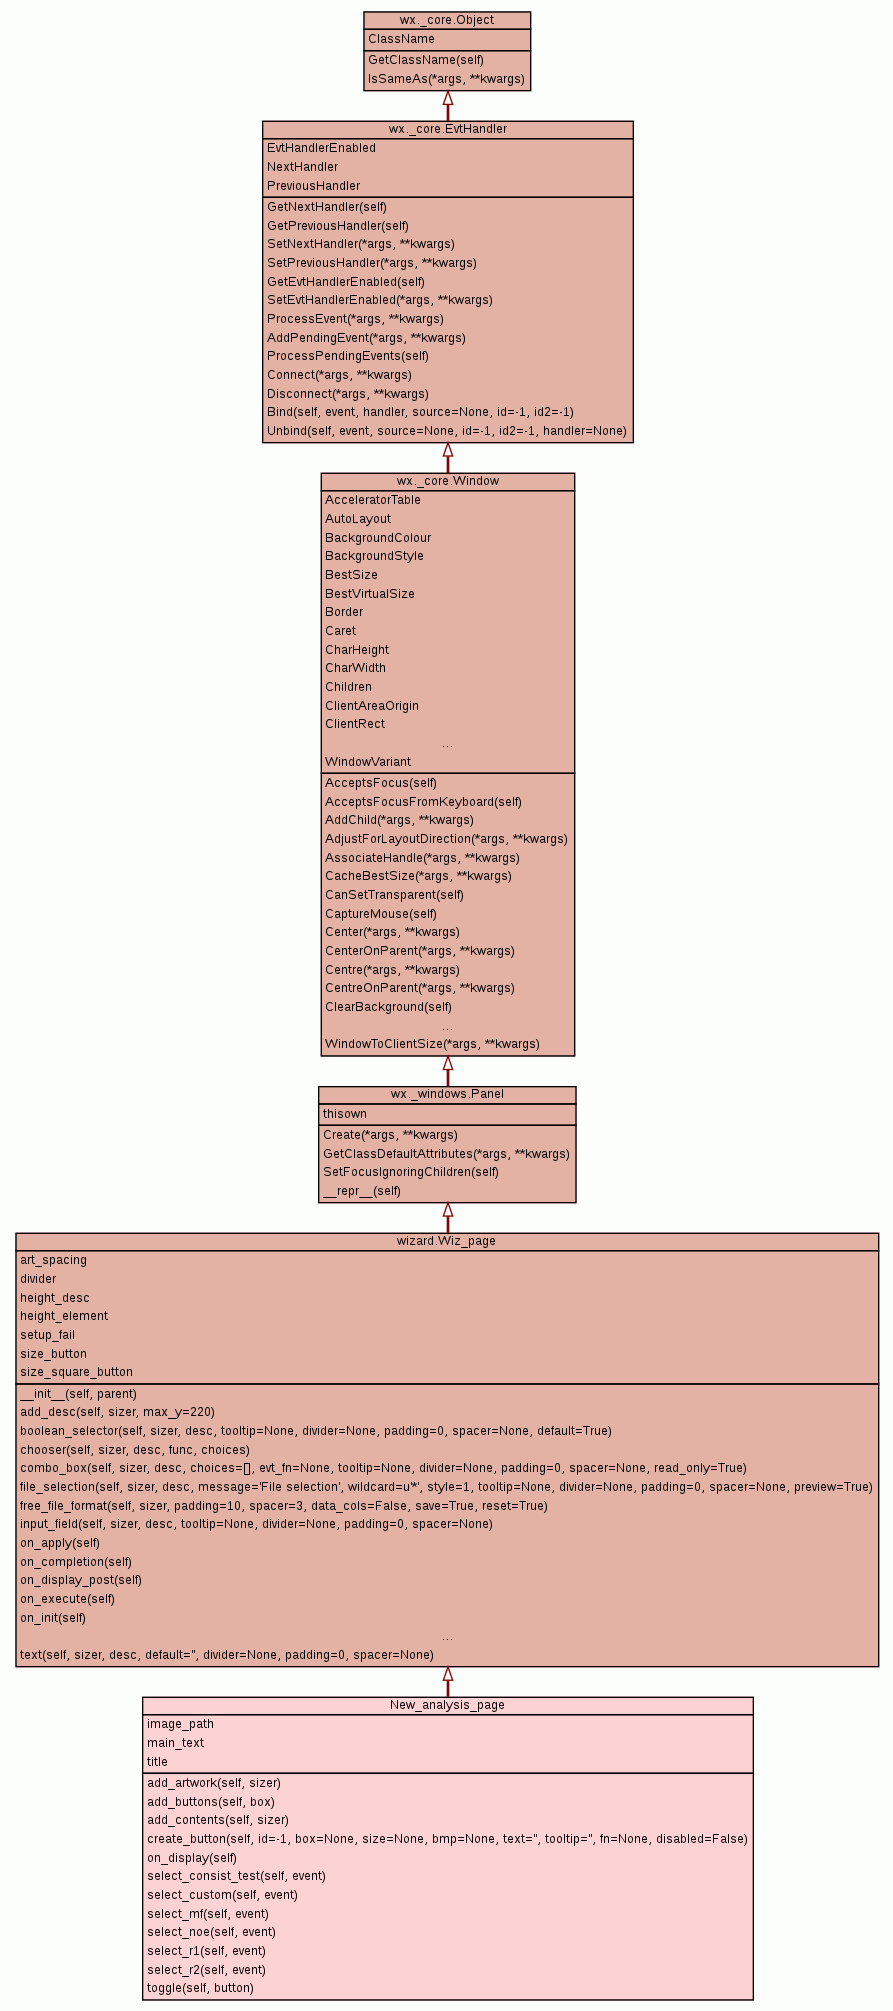 wx._core.Object
ClassName
GetClassName(self)
IsSameAs(*args, **kwargs)
wx._core.EvtHandler
EvtHandlerEnabled
NextHandler
PreviousHandler
GetNextHandler(self)
GetPreviousHandler(self)
SetNextHandler(*args, **kwargs)
SetPreviousHandler(*args, **kwargs)
GetEvtHandlerEnabled(self)
SetEvtHandlerEnabled(*args, **kwargs)
ProcessEvent(*args, **kwargs)
AddPendingEvent(*args, **kwargs)
ProcessPendingEvents(self)
Connect(*args, **kwargs)
Disconnect(*args, **kwargs)
Bind(self, event, handler, source=None, id=-1, id2=-1)
Unbind(self, event, source=None, id=-1, id2=-1, handler=None)
wx._core.Window
AcceleratorTable
AutoLayout
BackgroundColour
BackgroundStyle
BestSize
BestVirtualSize
Border
Caret
CharHeight
CharWidth
Children
ClientAreaOrigin
ClientRect
...
WindowVariant
AcceptsFocus(self)
AcceptsFocusFromKeyboard(self)
AddChild(*args, **kwargs)
AdjustForLayoutDirection(*args, **kwargs)
AssociateHandle(*args, **kwargs)
CacheBestSize(*args, **kwargs)
CanSetTransparent(self)
CaptureMouse(self)
Center(*args, **kwargs)
CenterOnParent(*args, **kwargs)
Centre(*args, **kwargs)
CentreOnParent(*args, **kwargs)
ClearBackground(self)
...
WindowToClientSize(*args, **kwargs)
wx._windows.Panel
thisown
Create(*args, **kwargs)
GetClassDefaultAttributes(*args, **kwargs)
SetFocusIgnoringChildren(self)
__repr__(self)
wizard.Wiz_page
art_spacing
divider
height_desc
height_element
setup_fail
size_button
size_square_button
__init__(self, parent)
add_desc(self, sizer, max_y=220)
boolean_selector(self, sizer, desc, tooltip=None, divider=None, padding=0, spacer=None, default=True)
chooser(self, sizer, desc, func, choices)
combo_box(self, sizer, desc, choices=[], evt_fn=None, tooltip=None, divider=None, padding=0, spacer=None, read_only=True)
file_selection(self, sizer, desc, message='File selection', wildcard=u'*', style=1, tooltip=None, divider=None, padding=0, spacer=None, preview=True)
free_file_format(self, sizer, padding=10, spacer=3, data_cols=False, save=True, reset=True)
input_field(self, sizer, desc, tooltip=None, divider=None, padding=0, spacer=None)
on_apply(self)
on_completion(self)
on_display_post(self)
on_execute(self)
on_init(self)
...
text(self, sizer, desc, default='', divider=None, padding=0, spacer=None)
New_analysis_page
image_path
main_text
title
add_artwork(self, sizer)
add_buttons(self, box)
add_contents(self, sizer)
create_button(self, id=-1, box=None, size=None, bmp=None, text='', tooltip='', fn=None, disabled=False)
on_display(self)
select_consist_test(self, event)
select_custom(self, event)
select_mf(self, event)
select_noe(self, event)
select_r1(self, event)
select_r2(self, event)
toggle(self, button)